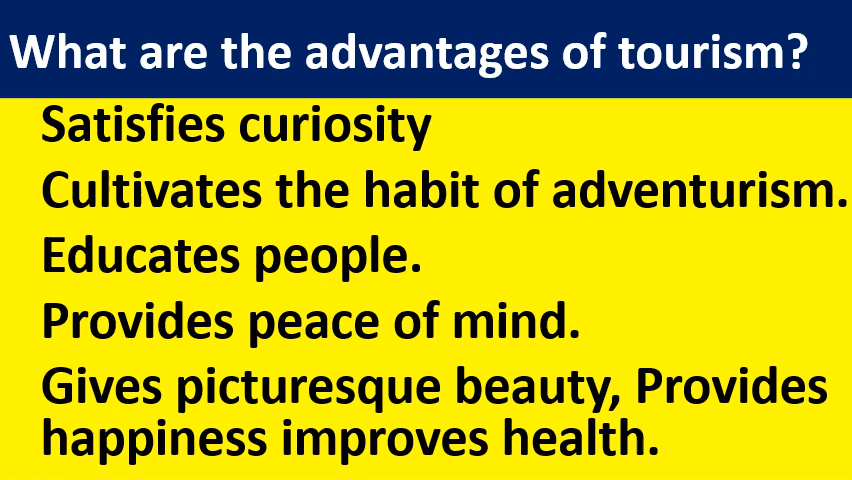 What are the advantages of tourism?
Satisfies curiosity
Cultivates the habit of adventurism.
Educates people.
Provides peace of mind.
Gives picturesque beauty, Provides
happiness improves health.